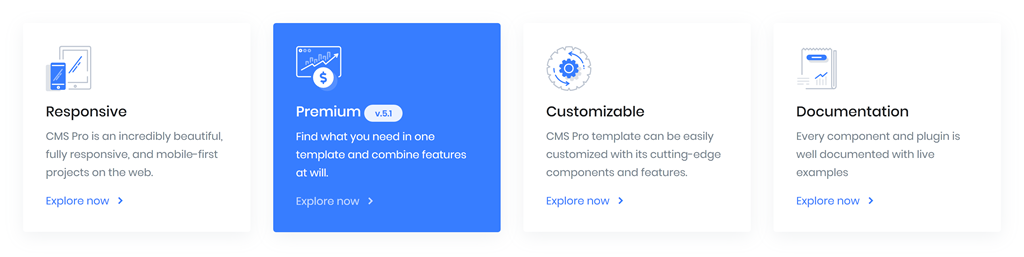 Responsive
CMS Pro is an incredibly beautiful,
fully responsive, and mobile-first
projects on the web.
Explore now
$
Premium v.5.1
Find what you need in one
template and combine features
at will.
Explore now
Customizable
CMS Pro template can be easily
customized with its cutting-edge
components and features.
Explore now
Documentation
Every component and plugin is
well documented with live
examples
Explore now